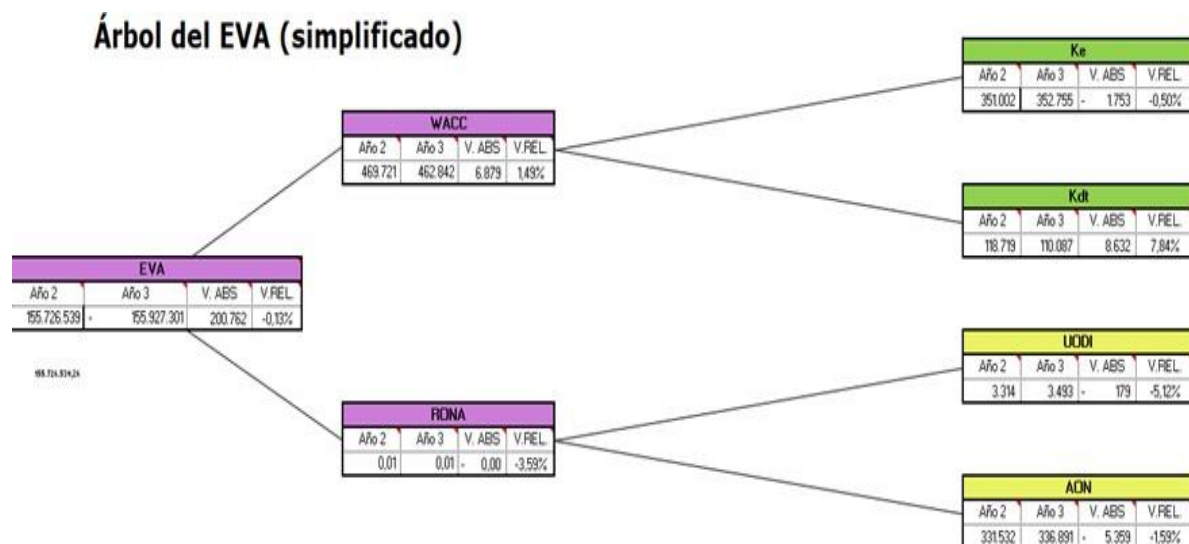 Árbol del EVA (simplificado)
Ke
Año 2 Año 3 V. ABS V.REL.
351.002 352.755 - 1.753 -0,50%
WACC
Año 2 Año 3 V. ABS V.REL.
469.721 462.842 6.879 1,49%
Kdt
Año 2 Año 3 V. ABS V.REL.
118.719 110.087 8.632 7,84%
EVA
Año 2 Año 3 V. ABS V.REL.
155.726.539 - 155.927.301 200.762 -0,13%
UODI
Año 2 Año 3 V. ABS V.REL.
3.314 3.493 - 179 -5,12%
RONA
Año 2 Año 3 V. ABS V.REL.
0,01 0,01 - 0,00 -3,59%
AON
Año 2 Año 3 V. ABS V.REL.
331.532 336.891 - 5.359 -1,59%